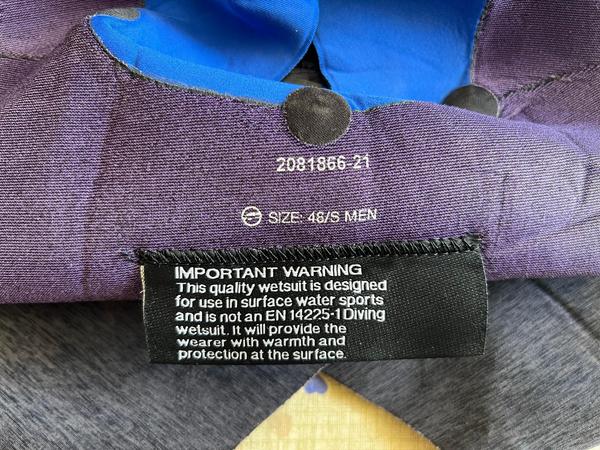 2081866-21
SIZE: 48/S MEN
IMPORTANT WARNING
This quality wetsuit is designed
for use in surface water sports
and is not an EN 14225-1 Diving
wetsuit. It will provide the
wearer with warmth and
protection at the surface.